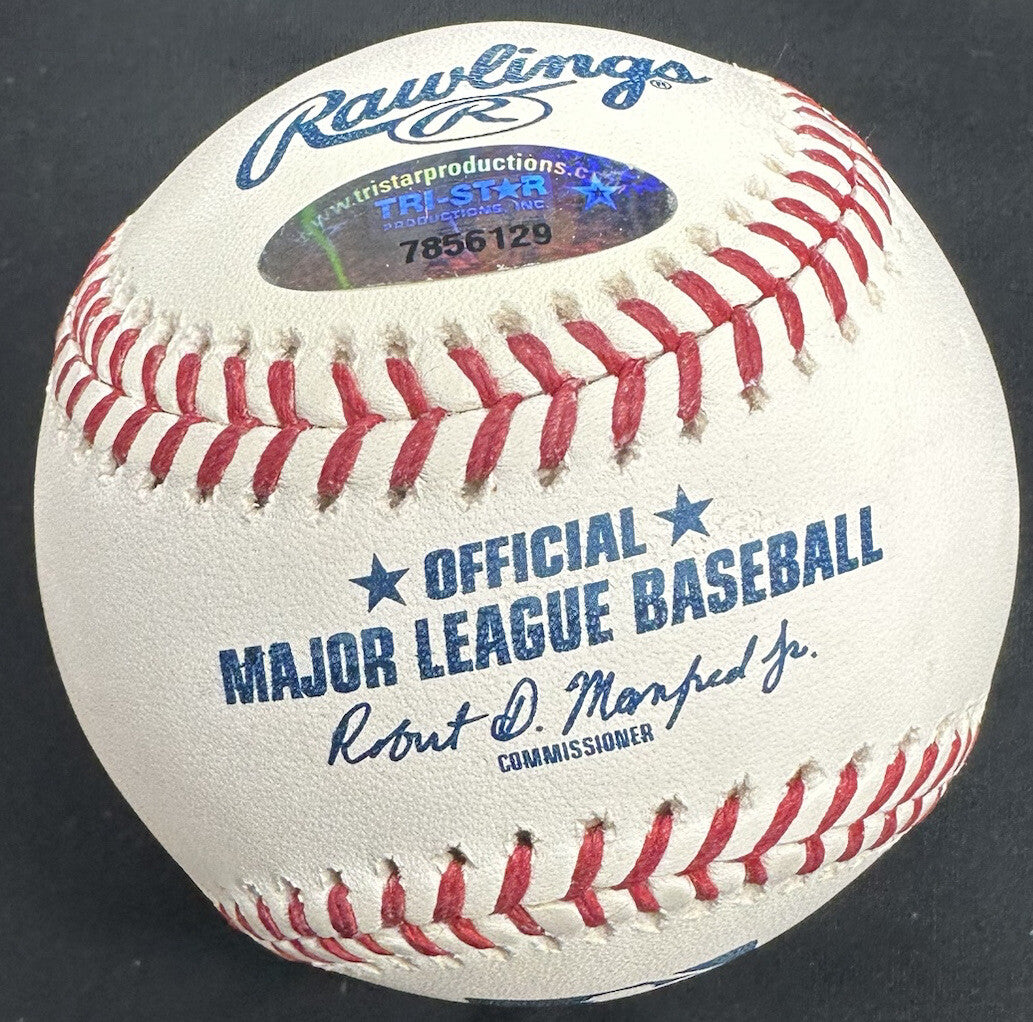 Rawlings ®
R
www.tristarproductions.com
TRI-STAR
PRODUCTIONS, INC
7856129
OFFICIAL
MAJOR LEAGUE BASEBALL
Robert D. Manfred Jr.
COMMISSIONER